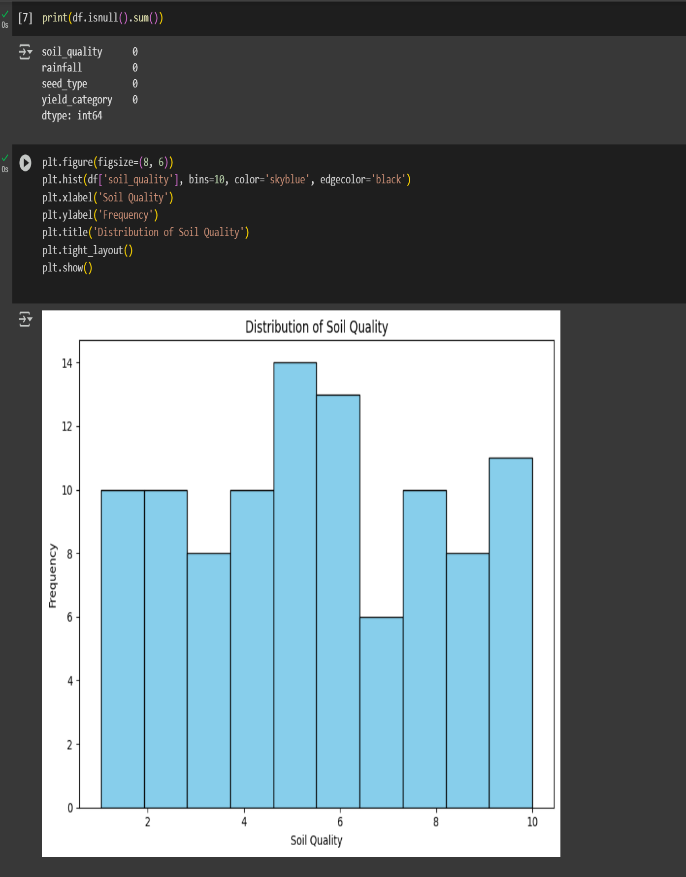 [7] print(df.isnull().sum())
0s
soil_quality 0
rainfall 0
seed_type 0
yield_category 0
dtype: int64
0s
plt.figure(figsize=(8, 6))
plt.hist(df['soil_quality'], bins=10, color='skyblue', edgecolor='black')
plt.xlabel('Soil Quality')
plt.ylabel('Frequency')
plt.title('Distribution of Soil Quality')
plt.tight_layout()
plt.show()
Distribution of Soil Quality
14
12
10
8
6
4
2
0
Frequency
2 4 6 8 10
Soil Quality